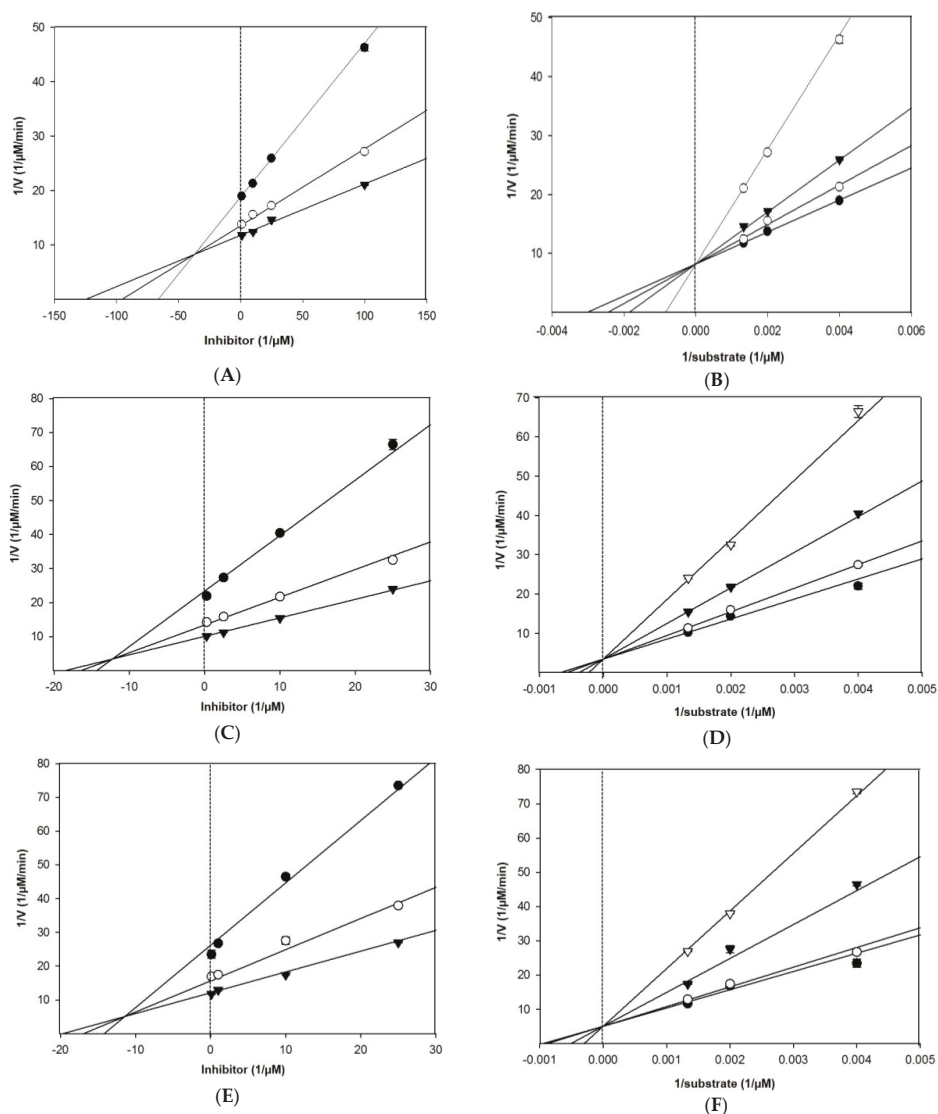 50
40
30
20
10
1/V (1/µM/min)
-150 -100 -50 0 50 100 150
Inhibitor (1/µM)
(A)
50
40
30
20
10
1/V (1/µM/min)
-0.004 -0.002 0.000 0.002 0.004 0.006
1/substrate (1/µM)
(B)
80
70
60
50
40
30
20
10
1/V (1/µM/min)
-20 -10 0 10 20 30
Inhibitor (1/µM)
(C)
70
60
50
40
30
20
10
1/V (1/µM/min)
-0.001 0.000 0.001 0.002 0.003 0.004 0.005
1/substrate (1/µM)
(D)
80
70
60
50
40
30
20
10
1/V (1/µM/min)
-20 -10 0 10 20 30
Inhibitor (1/µM)
(E)
80
70
60
50
40
30
20
10
1/V (1/µM/min)
-0.001 0.000 0.001 0.002 0.003 0.004 0.005
1/substrate (1/µM)
(F)